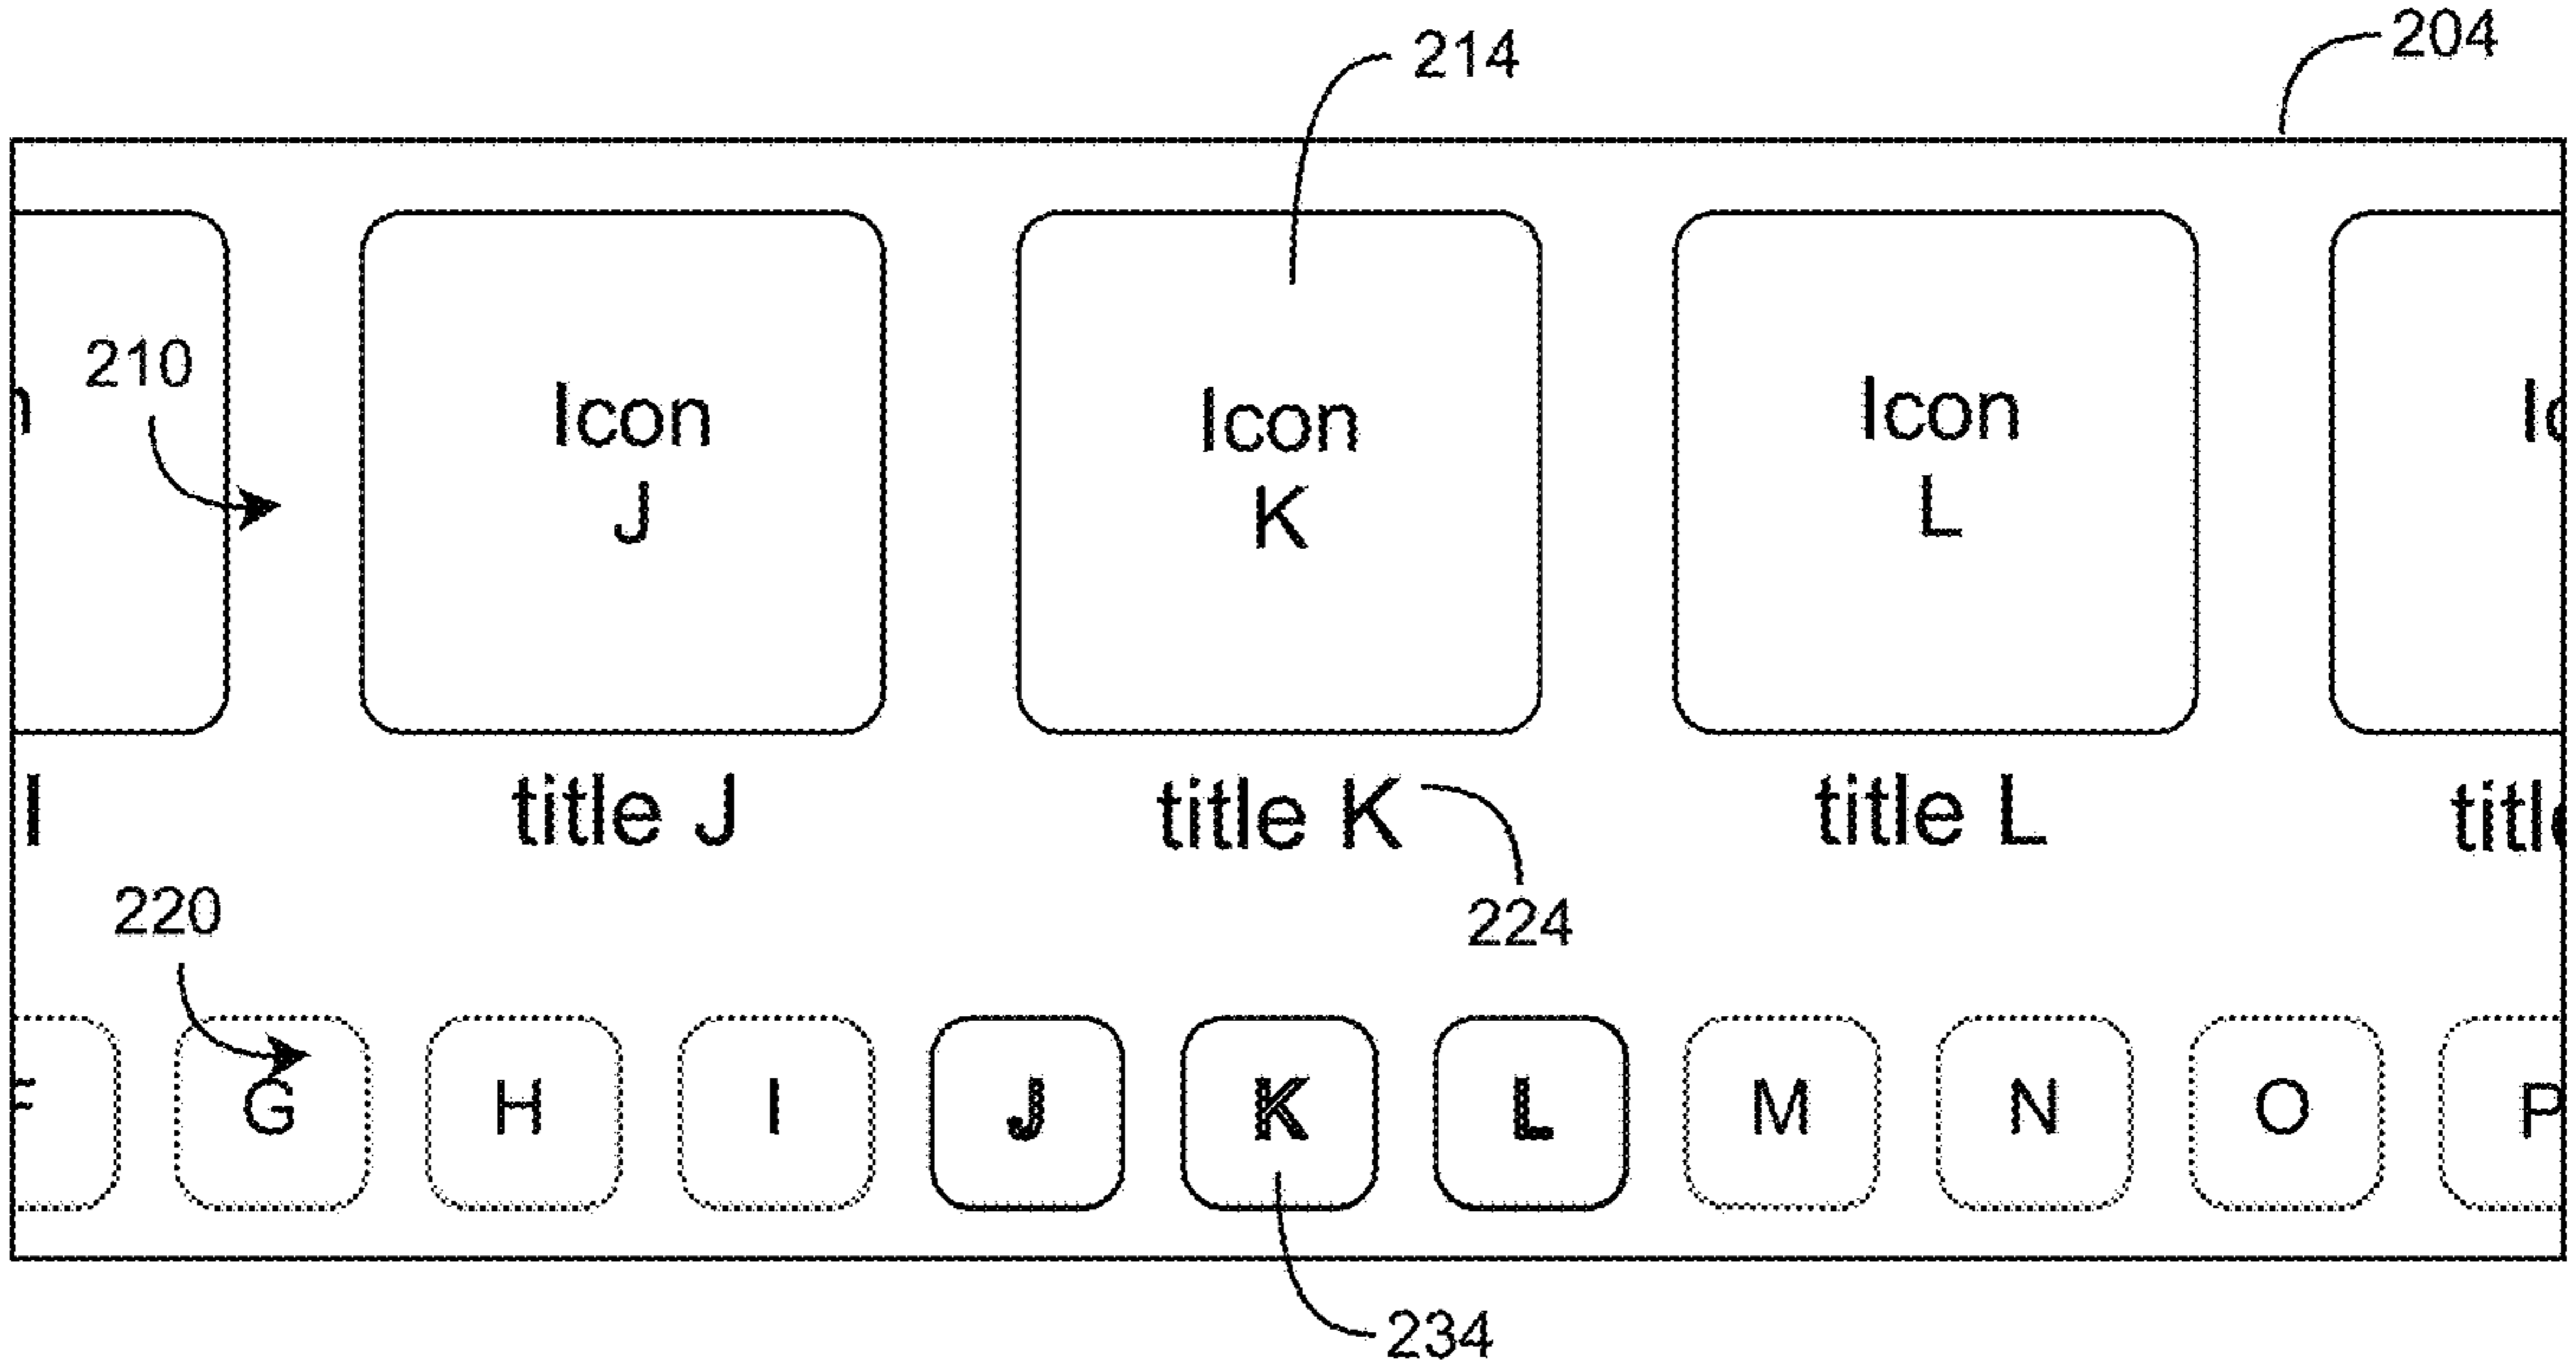 204
214
210
Icon
J
Icon
K
Icon
L
title J
title K
title L
220
224
G H I J K L M N O P
234